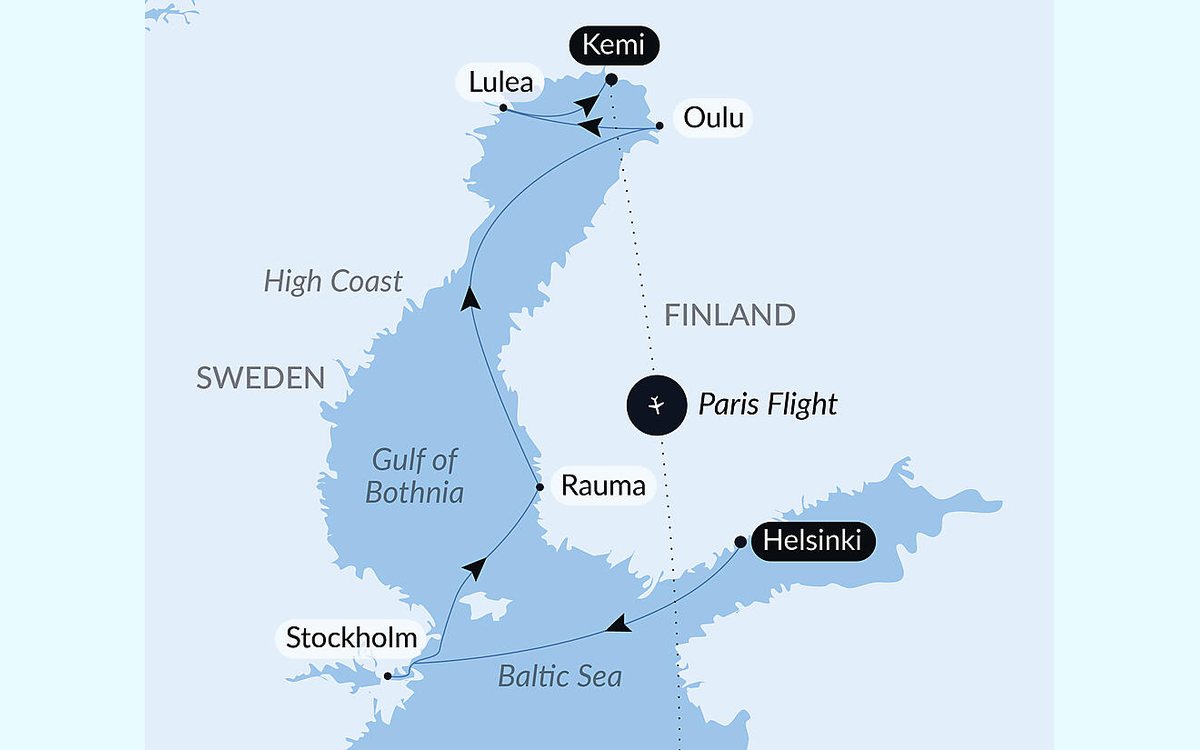 Kemi
Lulea
Oulu
High Coast
FINLAND
SWEDEN
Paris Flight
Gulf of
Bothnia
Rauma
Helsinki
Stockholm
Baltic Sea